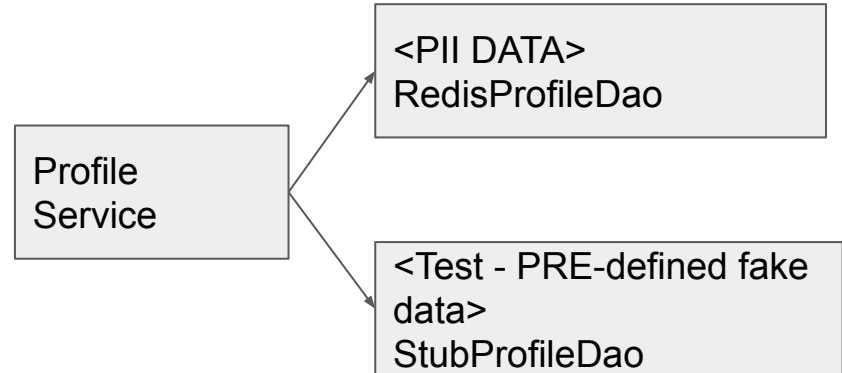 Profile
Service
<PII DATA>
RedisProfileDao
<Test - PRE-defined fake
data>
StubProfileDao